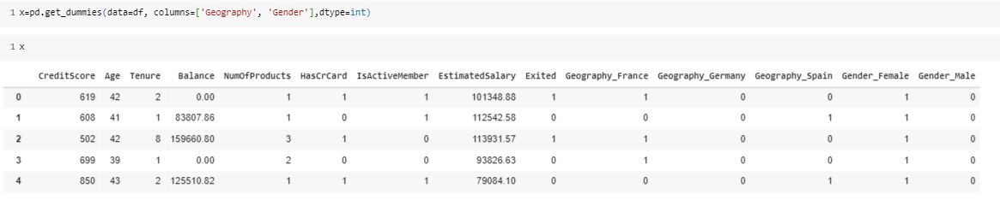 1 x=pd.get_dummies(data=df, columns=['Geography', 'Gender'],dtype=int)
1 x
CreditScore Age Tenure Balance NumOfProducts HasCrCard IsActiveMember EstimatedSalary Exited Geography_France Geography_Germany Geography_Spain Gender_Female Gender_Male
0 619 42 2 0.00 1 1 1 101348.88 1 1 0 0 1 0
1 608 41 1 83807.86 1 0 1 112542.58 0 0 0 1 1 0
2 502 42 8 159660.80 3 1 0 113931.57 1 1 0 0 1 0
3 699 39 1 0.00 2 0 0 93826.63 0 1 0 0 1 0
4 850 43 2 125510.82 1 1 1 79084.10 0 0 0 1 1 0